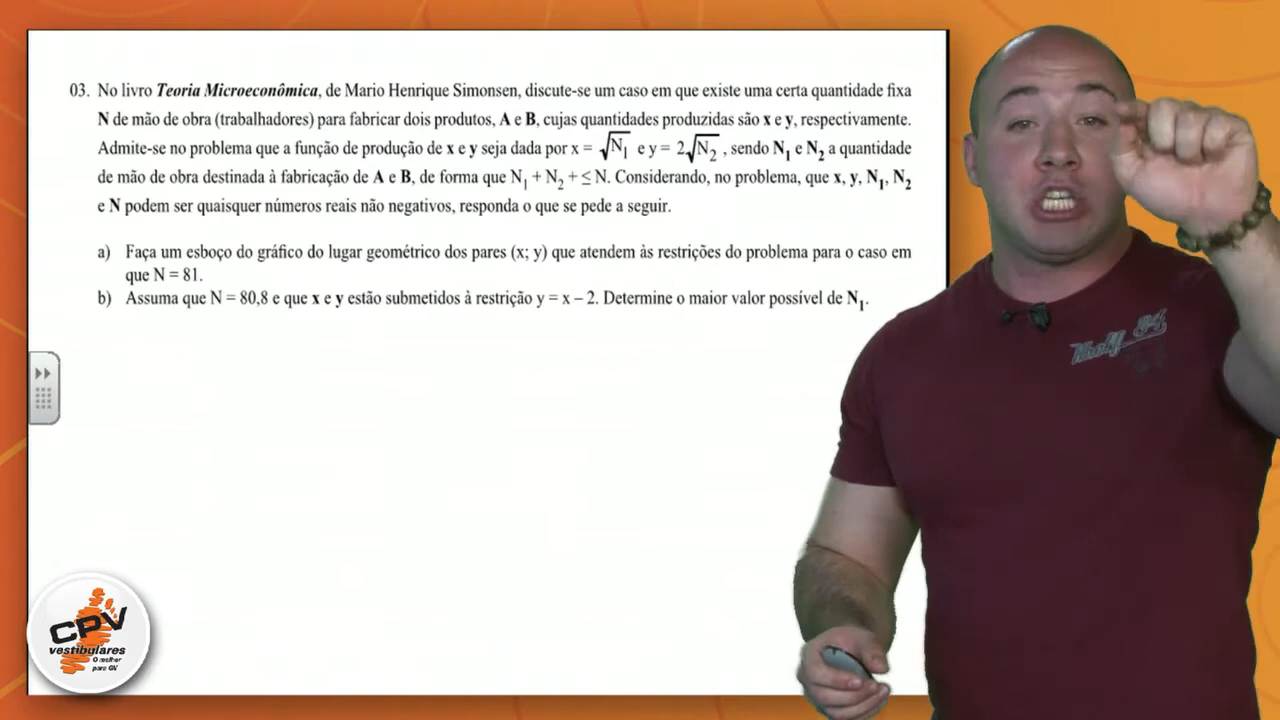 03. No livro Teoria Microeconômica, de Mario Henrique Simonsen, discute-se um caso em que existe uma certa quantidade fixa
N de mão de obra (trabalhadores) para fabricar dois produtos, A e B, cujas quantidades produzidas são x e y, respectivamente.
Admite-se no problema que a função de produção de x e y seja dada por x = √N₁ e y = 2√N₂, sendo N₁ e N₂ a quantidade
de mão de obra destinada à fabricação de A e B, de forma que N₁ + N₂ + ≤ N. Considerando, no problema, que x, y, N₁, N₂
e N podem ser quaisquer números reais não negativos, responda o que se pede a seguir.
a) Faça um esboço do gráfico do lugar geométrico dos pares (x; y) que atendem às restrições do problema para o caso em
que N = 81.
b) Assuma que N = 80,8 e que x e y estão submetidos à restrição y = x – 2. Determine o maior valor possível de N₁.
CPV
vestibulares
O melhor
para GV